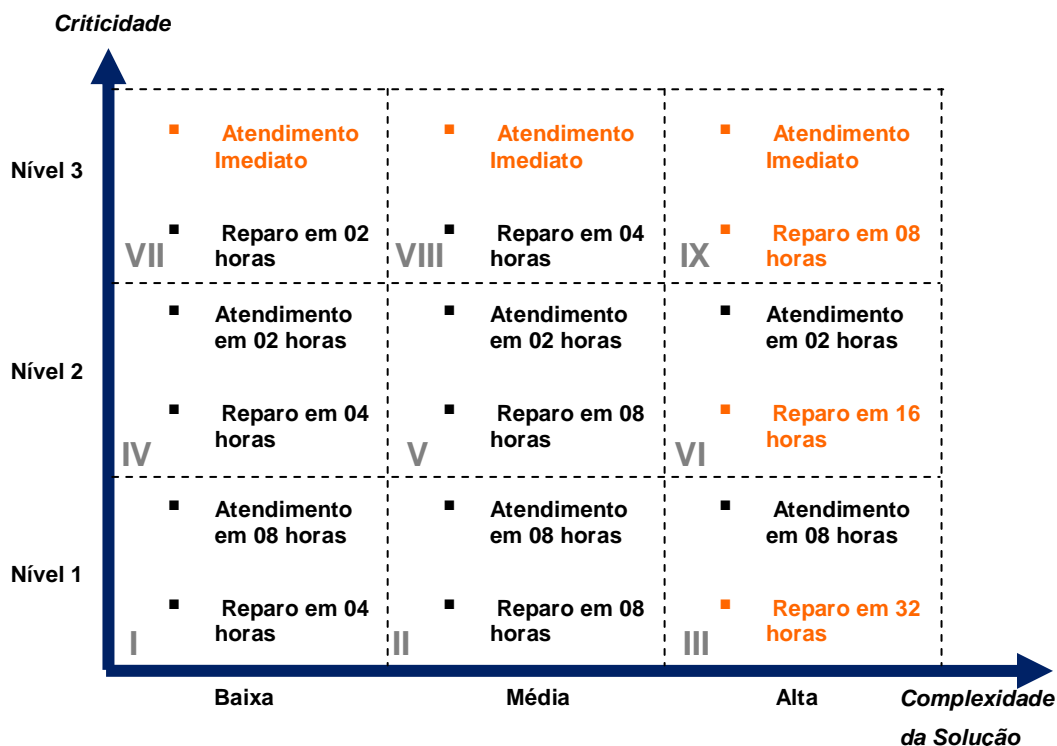 Criticidade
Nível 3
Atendimento
Imediato
Reparo em 02
horas
VII
Atendimento
Imediato
Reparo em 04
horas
VIII
Atendimento
Imediato
Reparo em 08
horas
IX
Nível 2
Atendimento
em 02 horas
Reparo em 04
horas
IV
Atendimento
em 02 horas
Reparo em 08
horas
V
Atendimento
em 02 horas
Reparo em 16
horas
VI
Nível 1
Atendimento
em 08 horas
Reparo em 04
horas
I
Atendimento
em 08 horas
Reparo em 08
horas
II
Atendimento
em 08 horas
Reparo em 32
horas
III
Baixa
Média
Alta
Complexidade
da Solução